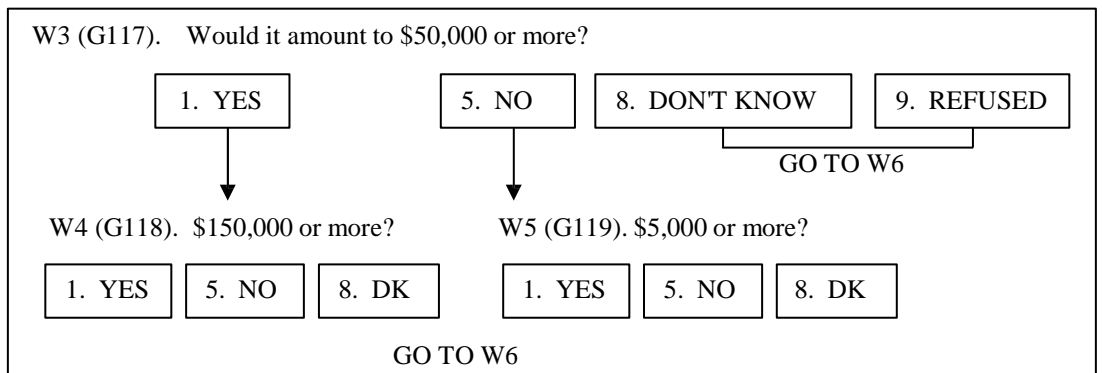 W3 (G117). Would it amount to $50,000 or more?
1. YES 5. NO 8. DON'T KNOW 9. REFUSED
GO TO W6
W4 (G118). $150,000 or more? W5 (G119). $5,000 or more?
1. YES 5. NO 8. DK 1. YES 5. NO 8. DK
GO TO W6